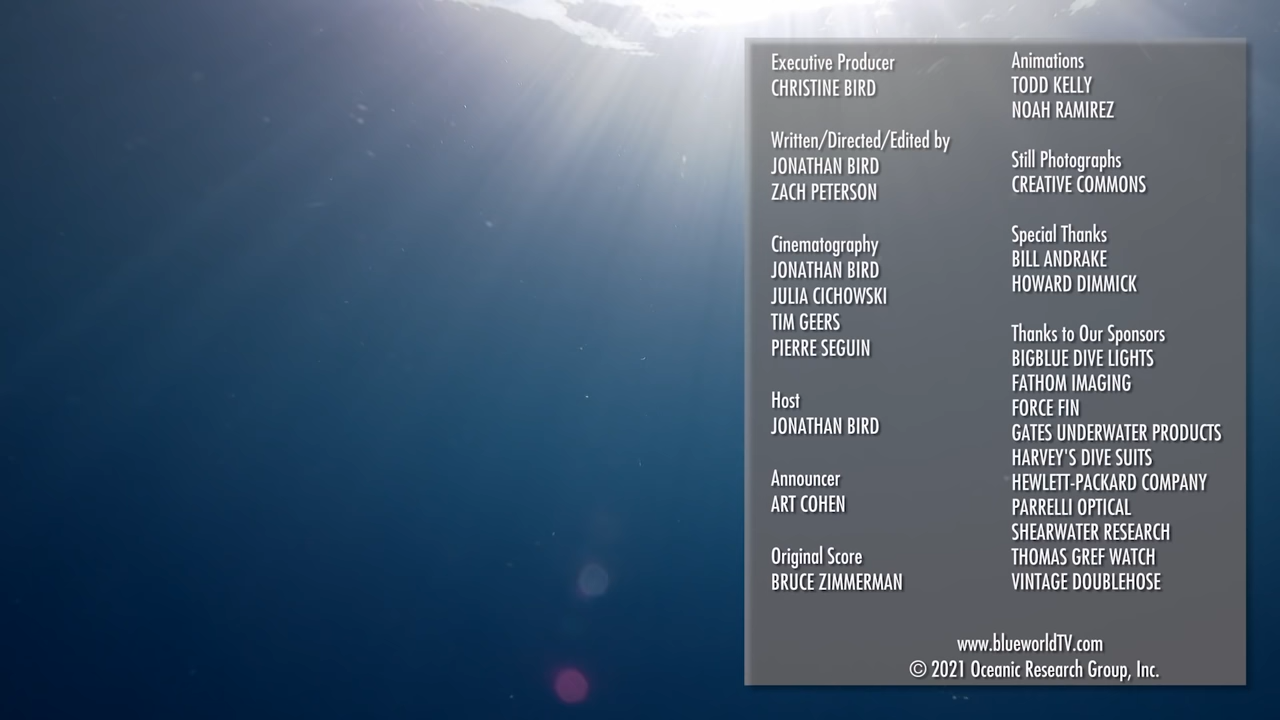 Executive Producer
CHRISTINE BIRD
Written/Directed/Edited by
JONATHAN BIRD
ZACH PETERSON
Cinematography
JONATHAN BIRD
JULIA CICHOWSKI
TIM GEERS
PIERRE SEGUIN
Host
JONATHAN BIRD
Announcer
ART COHEN
Original Score
BRUCE ZIMMERMAN
Animations
TODD KELLY
NOAH RAMIREZ
Still Photographs
CREATIVE COMMONS
Special Thanks
BILL ANDRAKE
HOWARD DIMMICK
Thanks to Our Sponsors
BIGBLUE DIVE LIGHTS
FATHOM IMAGING
FORCE FIN
GATES UNDERWATER PRODUCTS
HARVEY'S DIVE SUITS
HEWLETT-PACKARD COMPANY
PARRELLI OPTICAL
SHEARWATER RESEARCH
THOMAS GREF WATCH
VINTAGE DOUBLEHOSE
www.blueworldTV.com
© 2021 Oceanic Research Group, Inc.